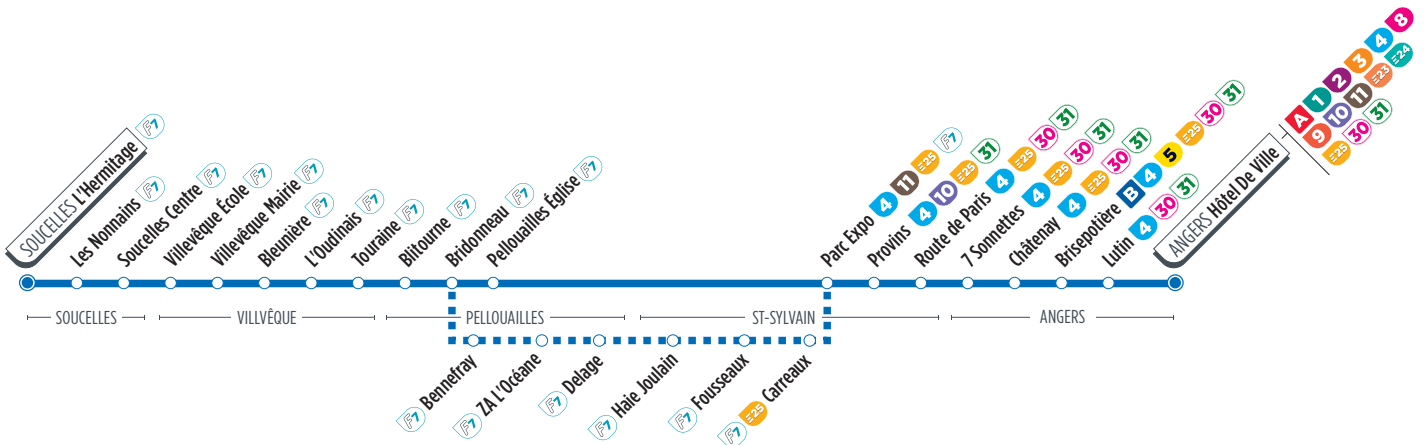 SOUCELLES L'Hermitage F7
Les Nonnains F7
Soucelles Centre F7
Villevêque École F7
Villevêque Mairie F7
Bleunière F7
L'Oudinais F7
Touraine F7
Blitourne F7
Bridonneau F7
Pellouailles Église F7
Parc Expo 4 11 E25 F7
Provins 4 10 E25 31
Route de Paris 4 E25 30 31
7 Sonnettes 4 E25 30 31
Châtenay 4 E25 30 31
Brisepotière B 4 5 E25 30 31
Lutin 4 30 31
ANGERS Hôtel De Ville
A 1 2 3 4 8
9 10 11 E23 E24
E25 30 31
SOUCELLES
VILLVÊQUE
PELLOUAILLES
ST-SYLVAIN
ANGERS
F7 Bennefray
F7 ZA L'Océane
F7 Delage
F7 Haie Joulain
F7 Fousseaux
F7 E25 Carreaux